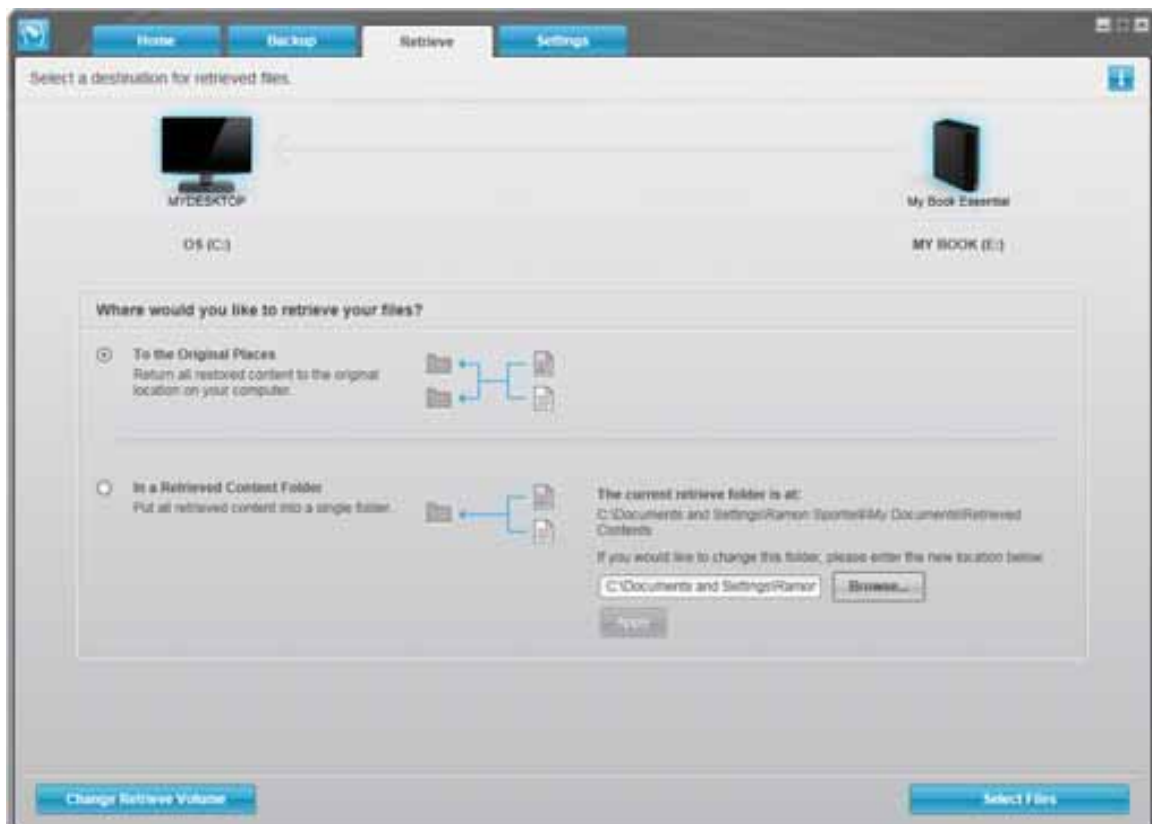 Home Backup Retrieve Settings
Select a destination for retrieved files.
MYDESKTOP
My Book Essential
OS (C:)
MY BOOK (E:)
Where would you like to retrieve your files?
To the Original Places
Return all restored content to the original
location on your computer.
In a Retrieved Content Folder
Put all retrieved content into a single folder.
The current retrieve folder is at:
C:\Documents and Settings\Ramon \My Documents\Retrieved
Contents
If you would like to change this folder, please enter the new location below:
C:\Documents and Settings\Ramon
Browse...
Apply
Change Retrieve Volume
Select Files